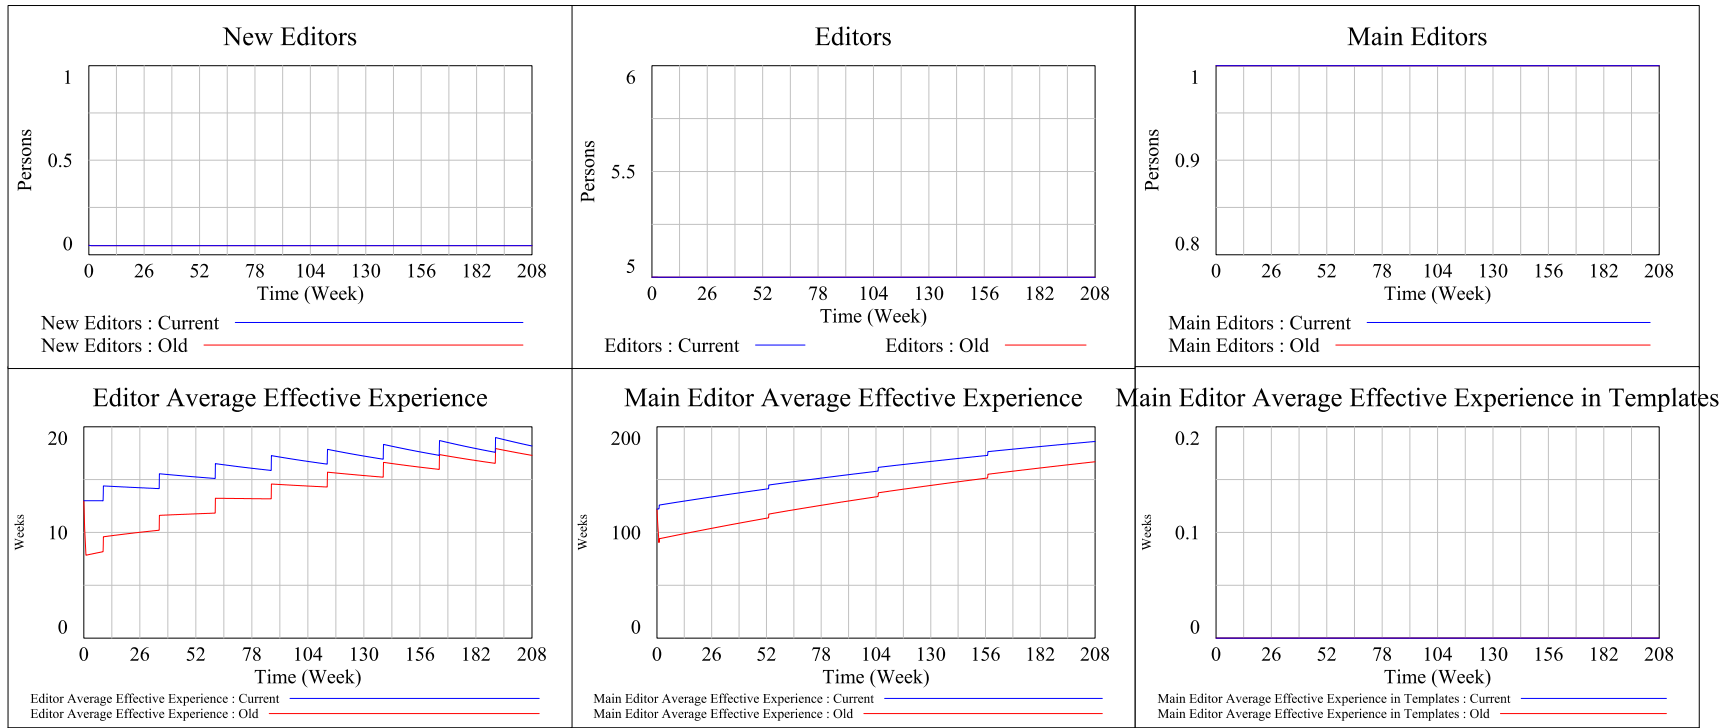 New Editors
1
0.5
0
Persons
0 26 52 78 104 130 156 182 208
Time (Week)
New Editors : Current
New Editors : Old
Editors
6
5.5
5
Persons
0 26 52 78 104 130 156 182 208
Time (Week)
Editors : Current Editors : Old
Main Editors
1
0.9
0.8
Persons
0 26 52 78 104 130 156 182 208
Time (Week)
Main Editors : Current
Main Editors : Old
Editor Average Effective Experience
20
10
0
Weeks
0 26 52 78 104 130 156 182 208
Time (Week)
Editor Average Effective Experience : Current
Editor Average Effective Experience : Old
Main Editor Average Effective Experience
200
100
0
Weeks
0 26 52 78 104 130 156 182 208
Time (Week)
Main Editor Average Effective Experience : Current
Main Editor Average Effective Experience : Old
Main Editor Average Effective Experience in Templates
0.2
0.1
0
Weeks
0 26 52 78 104 130 156 182 208
Time (Week)
Main Editor Average Effective Experience in Templates : Current
Main Editor Average Effective Experience in Templates : Old